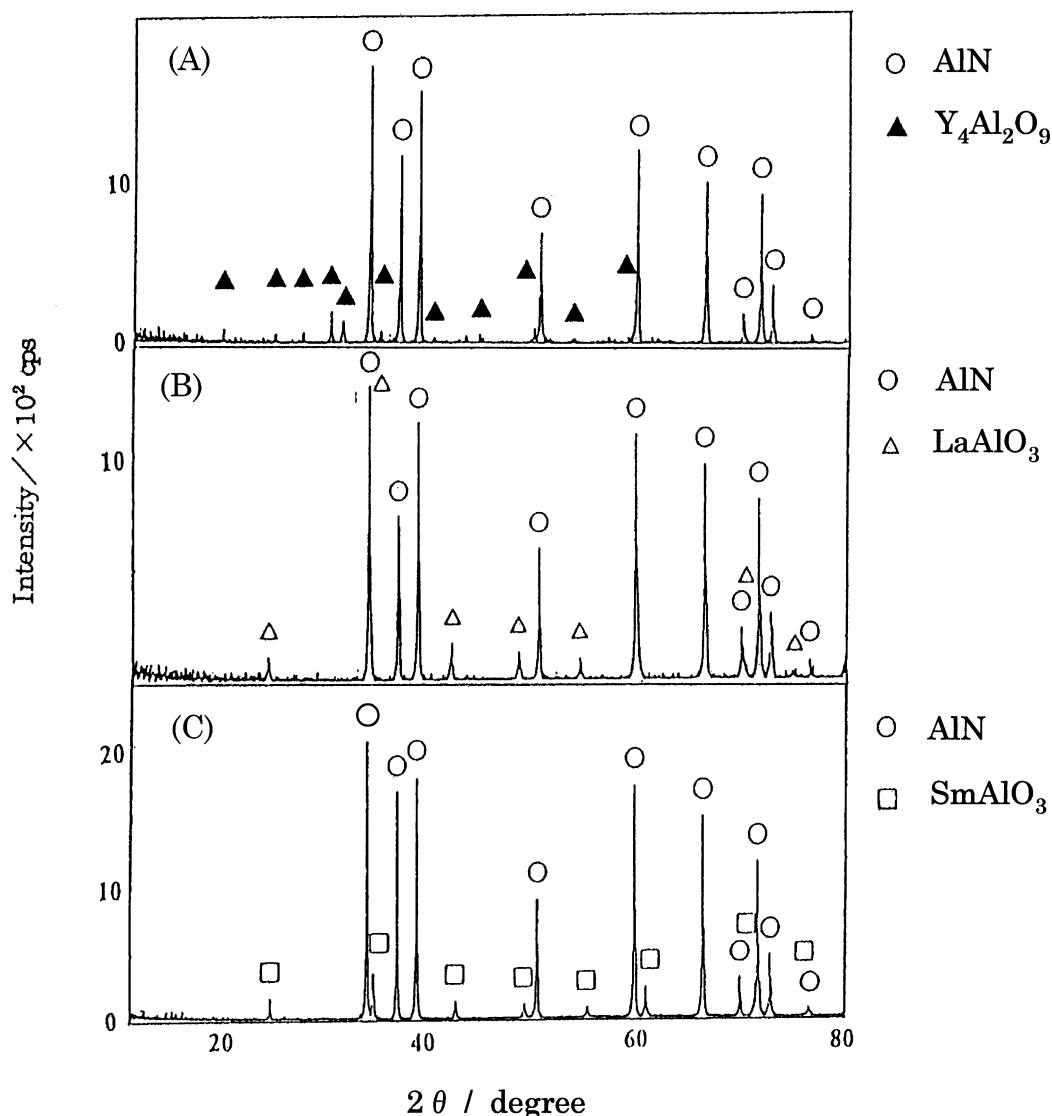 (A)
○ AlN
▲ Y₄Al₂O₉
10
0
(B)
○ AlN
△ LaAlO₃
10
(C)
○ AlN
□ SmAlO₃
20
10
0
20 40 60 80
Intensity／×10² cps
2 θ / degree